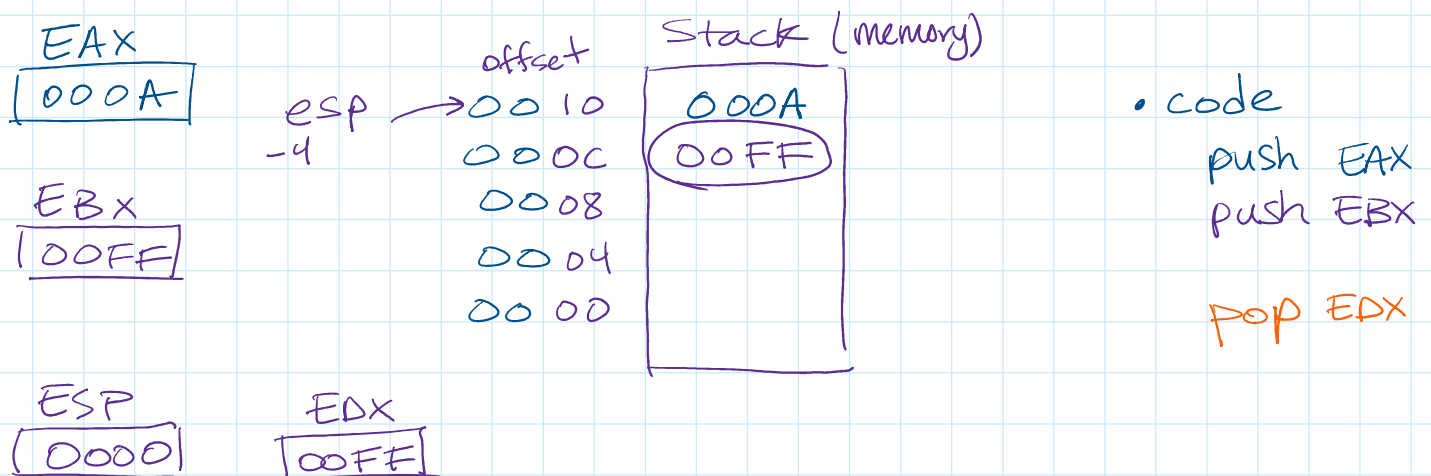 EAX
000A
EBX
00FF
ESP
0000
EDX
00FF
esp
-4
offset
0010
000C
0008
0004
0000
Stack (memory)
000A
00FF
. code
push EAX
push EBX
pop EDX